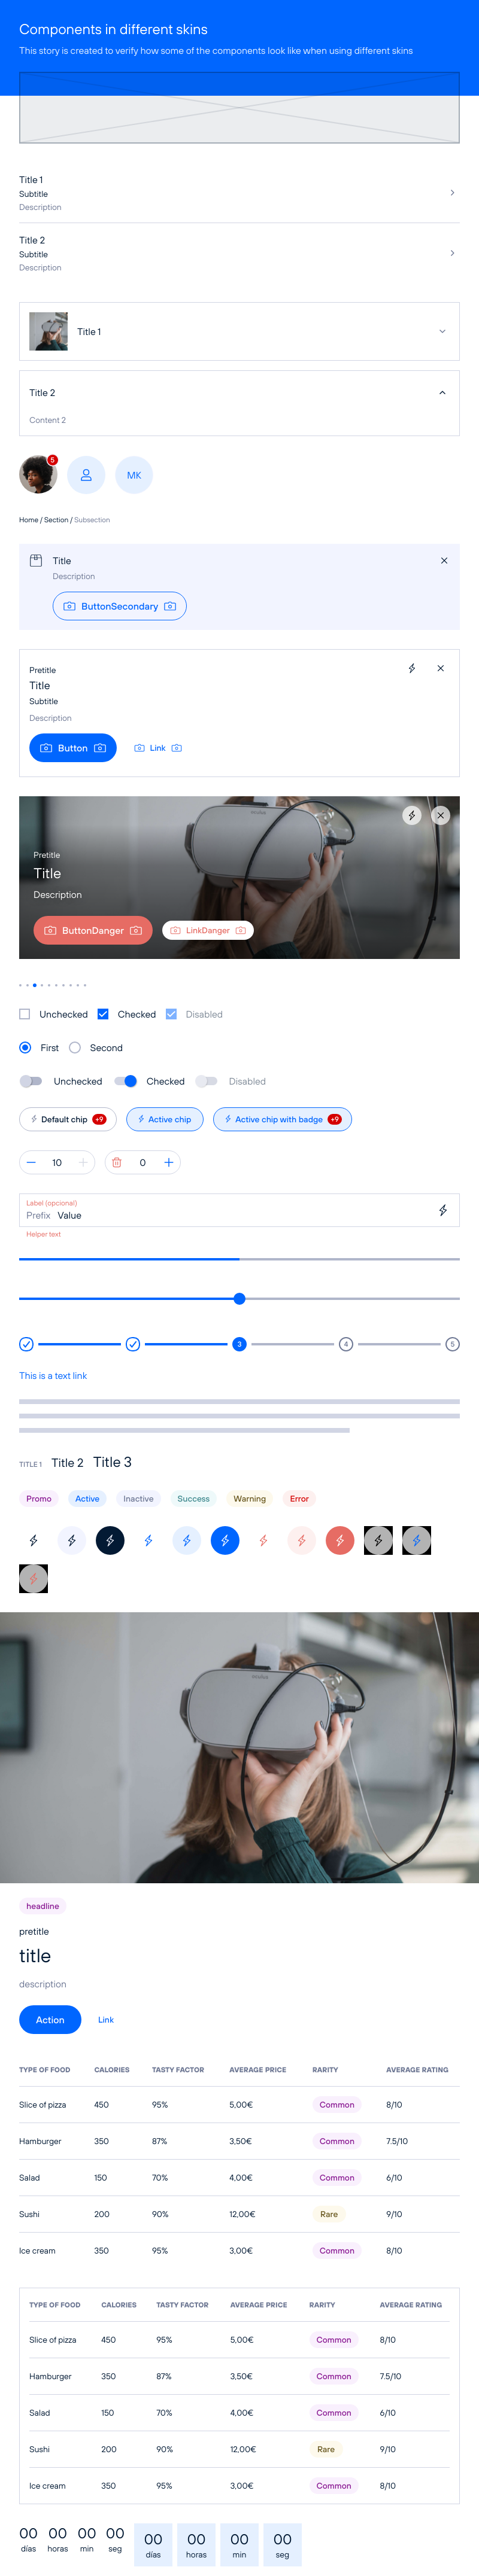 Components in different skins
This story is created to verify how some of the components look like when using different skins
Title 1
Subtitle
Description
Title 2
Subtitle
Description
Title 1
Title 2
Content 2
5
MK
Home / Section / Subsection
Title
Description
ButtonSecondary
Pretitle
Title
Subtitle
Description
Button Link
oculus
Pretitle
Title
Description
ButtonDanger LinkDanger
Unchecked Checked Disabled
First Second
Unchecked Checked Disabled
Default chip +9 Active chip Active chip with badge +9
10 0
Label (opcional)
Prefix Value
Helper text
3 4 5
This is a text link
TITLE 1 Title 2 Title 3
Promo Active Inactive Success Warning Error
headline
pretitle
title
description
Action Link
TYPE OF FOOD CALORIES TASTY FACTOR AVERAGE PRICE RARITY AVERAGE RATING
Slice of pizza 450 95% 5,00€ Common 8/10
Hamburger 350 87% 3,50€ Common 7.5/10
Salad 150 70% 4,00€ Common 6/10
Sushi 200 90% 12,00€ Rare 9/10
Ice cream 350 95% 3,00€ Common 8/10
TYPE OF FOOD CALORIES TASTY FACTOR AVERAGE PRICE RARITY AVERAGE RATING
Slice of pizza 450 95% 5,00€ Common 8/10
Hamburger 350 87% 3,50€ Common 7.5/10
Salad 150 70% 4,00€ Common 6/10
Sushi 200 90% 12,00€ Rare 9/10
Ice cream 350 95% 3,00€ Common 8/10
00 00 00 00 00 00 00 00
días horas min seg días horas min seg